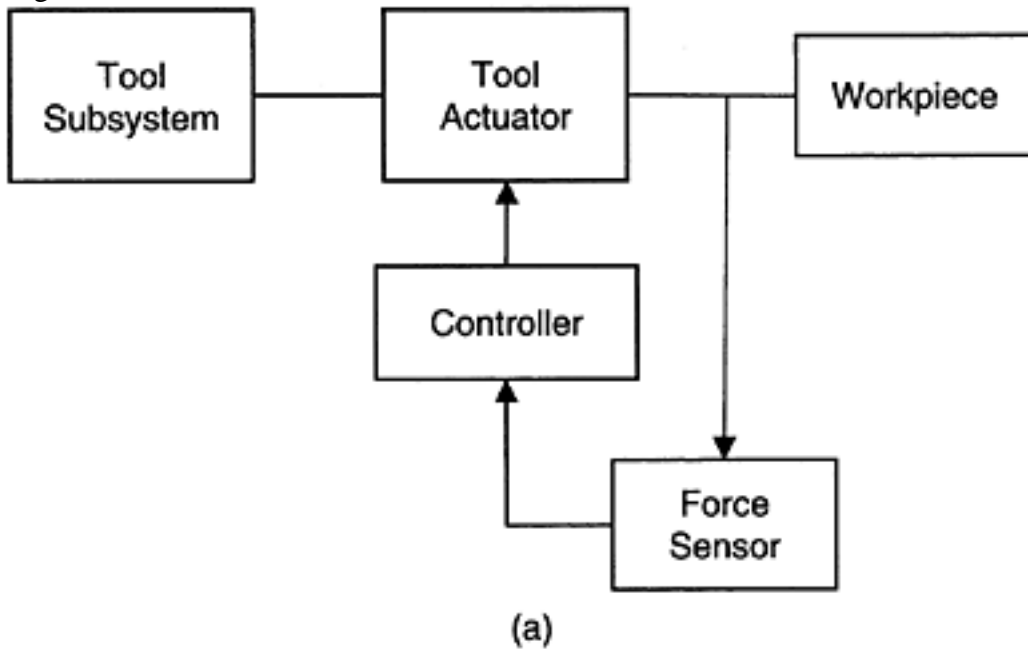 Tool
Subsystem
Tool
Actuator
Workpiece
Controller
Force
Sensor
(a)